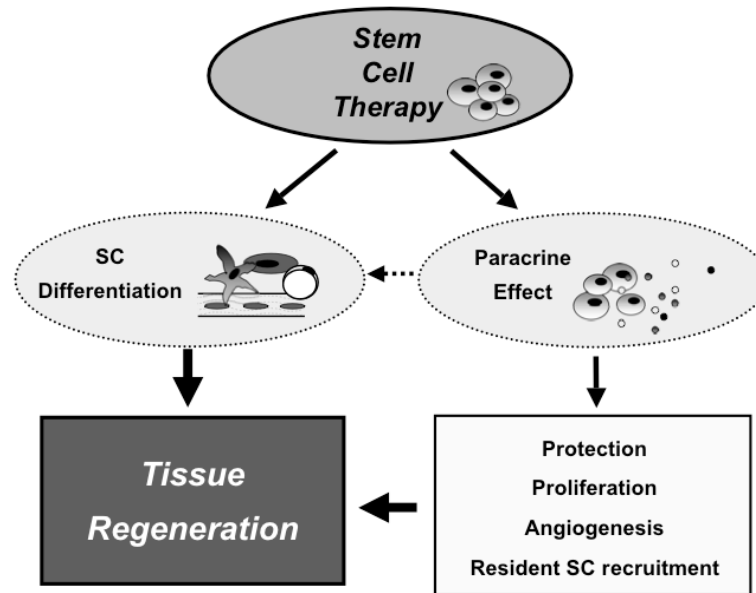 Stem
Cell
Therapy
SC
Differentiation
Paracrine
Effect
Tissue
Regeneration
Protection
Proliferation
Angiogenesis
Resident SC recruitment